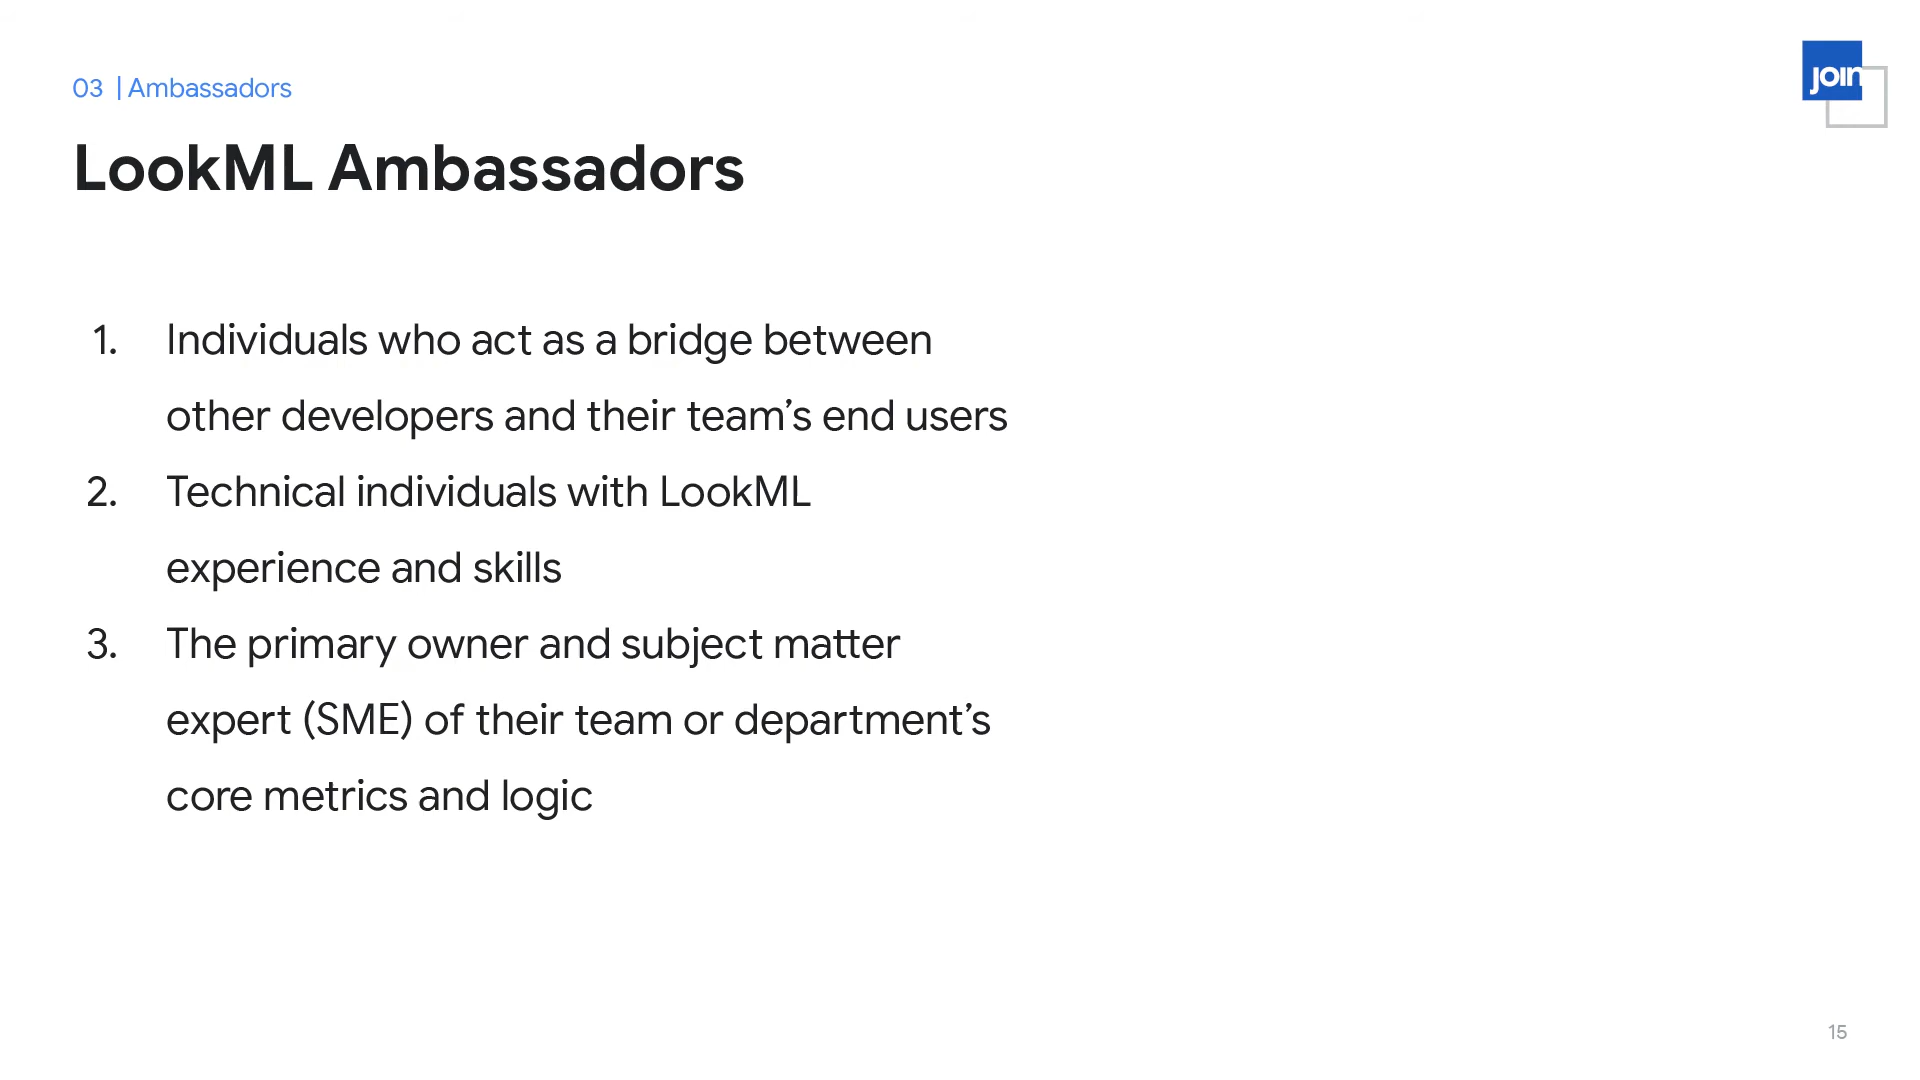 03 | Ambassadors
join
LookML Ambassadors
1. Individuals who act as a bridge between
other developers and their team’s end users
2. Technical individuals with LookML
experience and skills
3. The primary owner and subject matter
expert (SME) of their team or department’s
core metrics and logic
15